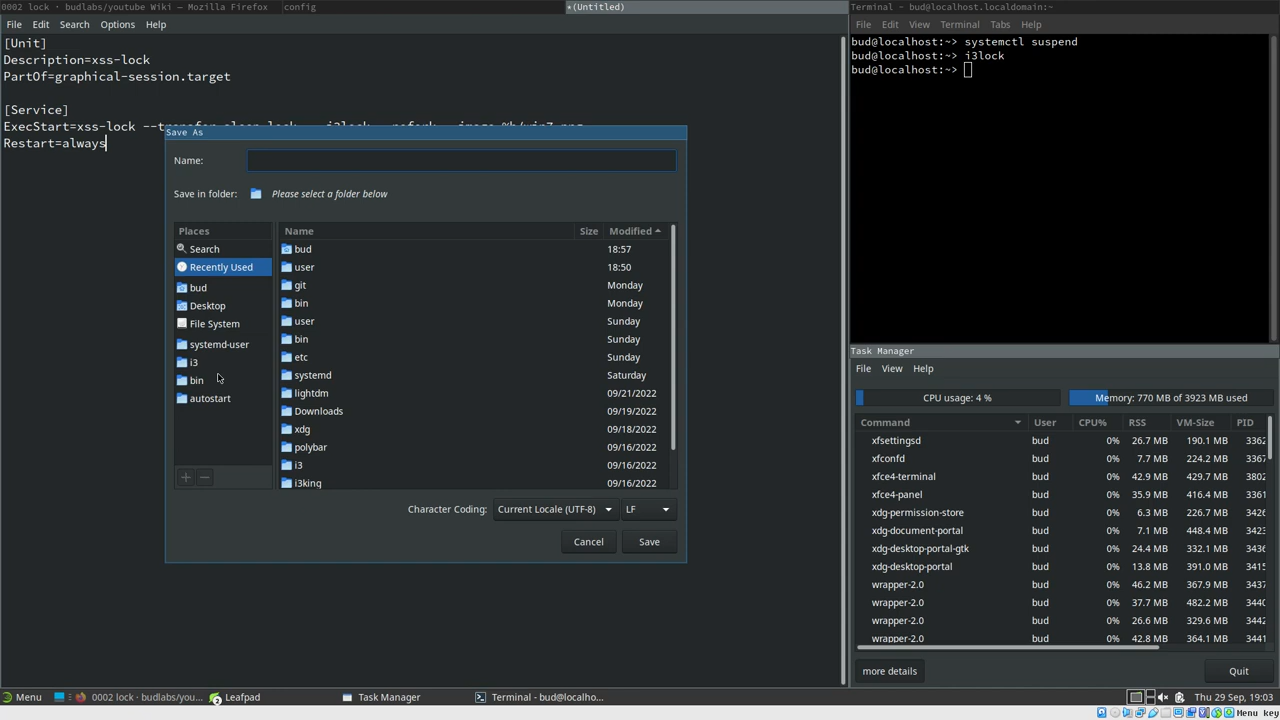 0002 lock · budlabs/youtube Wiki — Mozilla Firefox
config
*(Untitled)
Terminal - bud@localhost.localdomain:
File Edit Search Options Help
[Unit]
Description=xss-lock
PartOf=graphical-session.target
[Service]
ExecStart=xss-lock
Restart=always
Save As
Name:
Save in folder: Please select a folder below
Places
Search
Recently Used
bud
Desktop
File System
systemd-user
i3
bin
autostart
Name Size Modified
bud 18:57
user 18:50
git Monday
bin Monday
user Sunday
bin Sunday
etc Sunday
systemd Saturday
lightdm 09/21/2022
Downloads 09/19/2022
xdg 09/18/2022
polybar 09/16/2022
i3 09/16/2022
i3king 09/16/2022
Character Coding: Current Locale (UTF-8) LF
Cancel Save
File Edit View Terminal Tabs Help
bud@localhost:~> systemctl suspend
bud@localhost:~> i3lock
bud@localhost:~>
Task Manager
File View Help
CPU usage: 4 % Memory: 770 MB of 3923 MB used
Command User CPU% RSS VM-Size PID
xfsettingsd bud 0% 26.7 MB 190.1 MB 3362
xfconfd bud 0% 7.7 MB 224.2 MB 3367
xfce4-terminal bud 0% 42.9 MB 429.7 MB 3802
xfce4-panel bud 0% 35.9 MB 416.4 MB 3363
xdg-permission-store bud 0% 6.3 MB 226.7 MB 3426
xdg-document-portal bud 0% 7.1 MB 448.4 MB 3423
xdg-desktop-portal-gtk bud 0% 24.4 MB 332.1 MB 3436
xdg-desktop-portal bud 0% 13.8 MB 391.0 MB 3415
wrapper-2.0 bud 0% 46.2 MB 367.9 MB 3437
wrapper-2.0 bud 0% 37.7 MB 482.2 MB 3440
wrapper-2.0 bud 0% 26.6 MB 329.6 MB 3442
wrapper-2.0 bud 0% 42.8 MB 364.1 MB 3441
more details Quit
Menu 0002 lock · budlabs/you... 2 Leafpad Task Manager Terminal - bud@localho... Thu 29 Sep, 19:03
Menu key